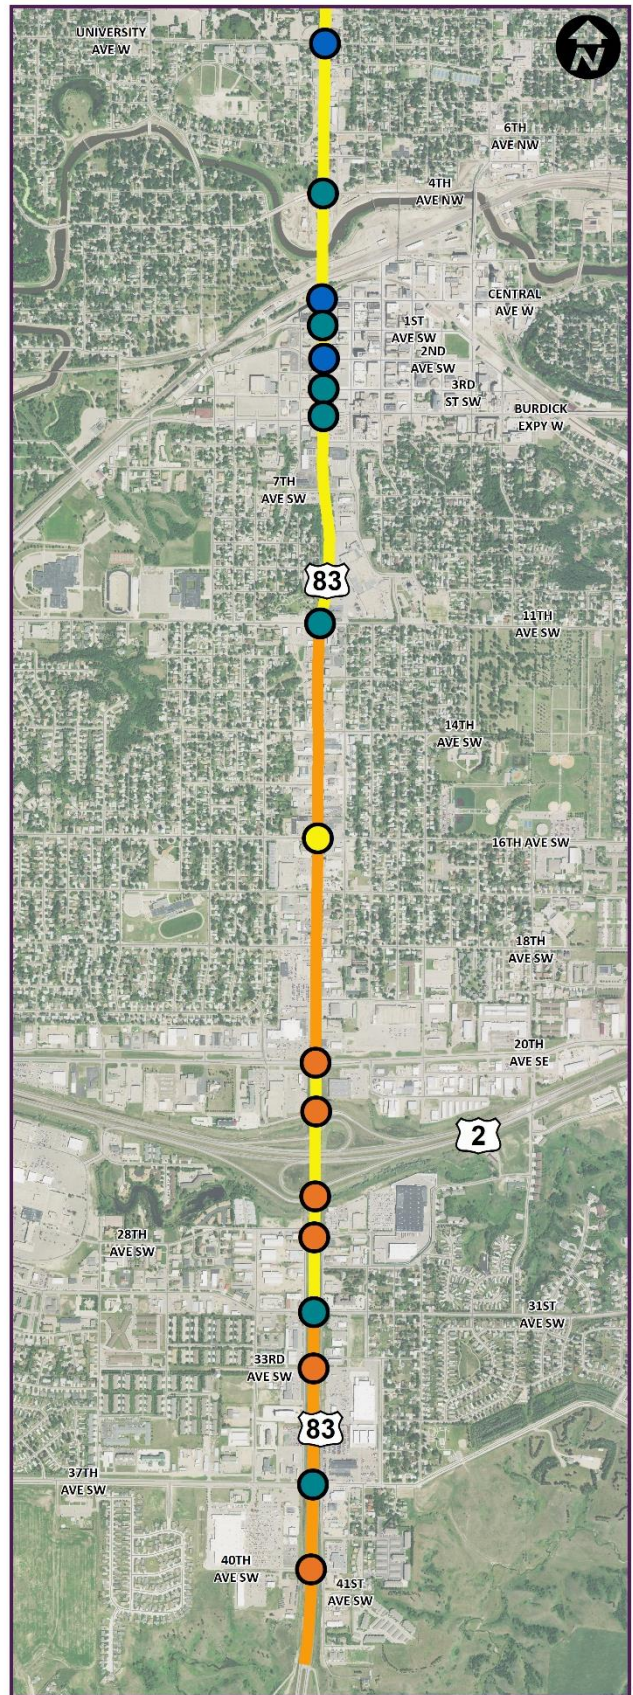 UNIVERSITY
AVE W
N
6TH
AVE NW
4TH
AVE NW
CENTRAL
AVE W
1ST
AVE SW
2ND
AVE SW
3RD
ST SW
BURDICK
EXPY W
7TH
AVE SW
83
11TH
AVE SW
14TH
AVE SW
16TH AVE SW
18TH
AVE SW
20TH
AVE SE
2
28TH
AVE SW
31ST
AVE SW
33RD
AVE SW
83
37TH
AVE SW
40TH
AVE SW
41ST
AVE SW